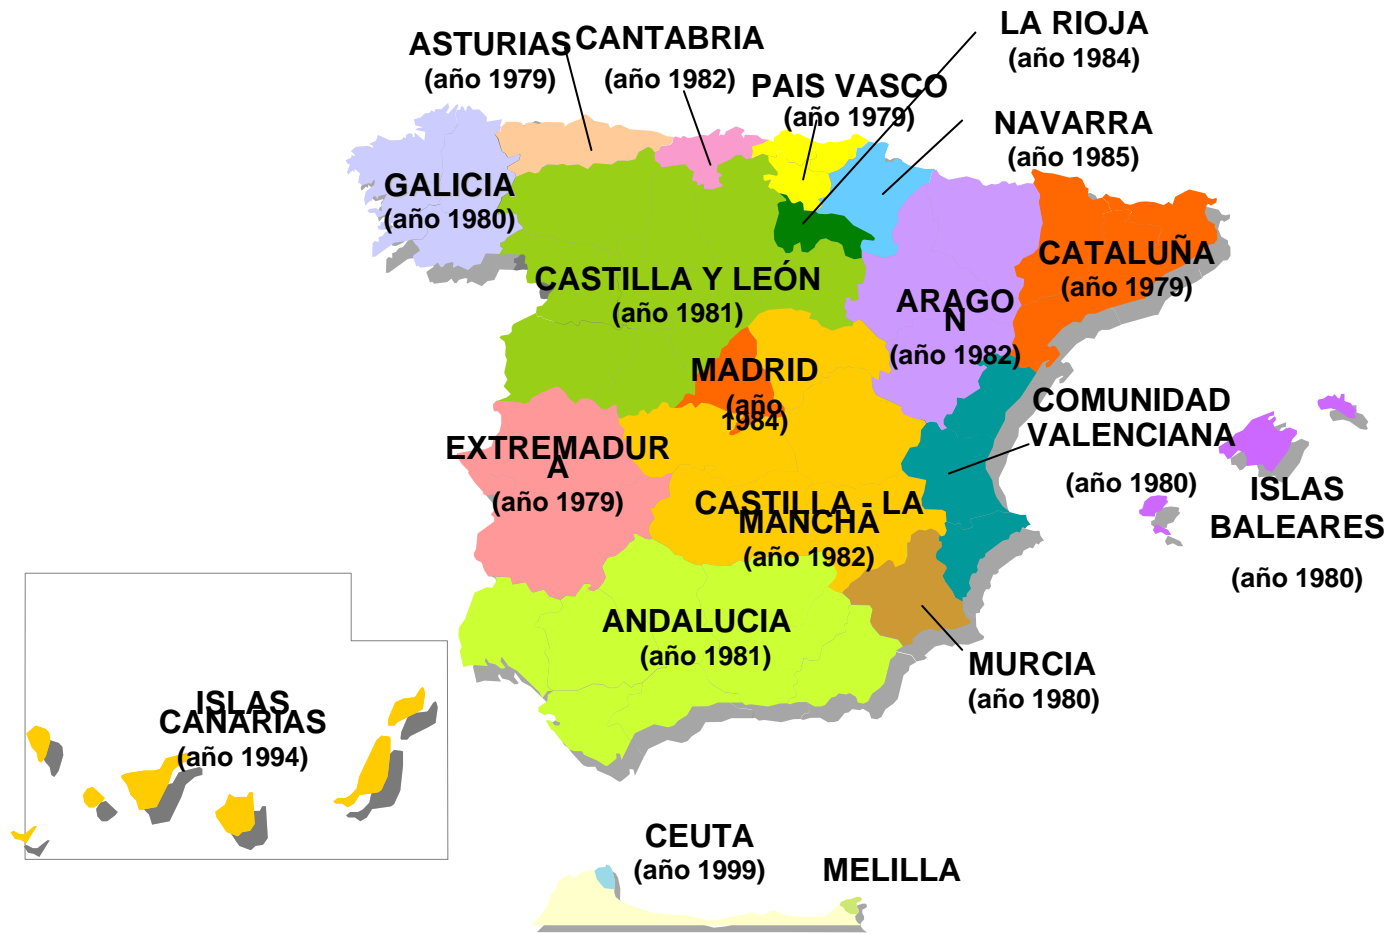 ASTURIAS
(año 1979)
CANTABRIA
(año 1982)
PAIS VASCO
(año 1979)
LA RIOJA
(año 1984)
NAVARRA
(año 1985)
GALICIA
(año 1980)
CASTILLA Y LEÓN
(año 1981)
ARAGO
N
(año 1982)
CATALUÑA
(año 1979)
MADRID
(año
1984)
COMUNIDAD
VALENCIANA
(año 1980)
EXTREMADUR
A
(año 1979)
CASTILLA - LA
MANCHA
(año 1982)
ISLAS
BALEARES
(año 1980)
ANDALUCIA
(año 1981)
MURCIA
(año 1980)
ISLAS
CANARIAS
(año 1994)
CEUTA
(año 1999)
MELILLA